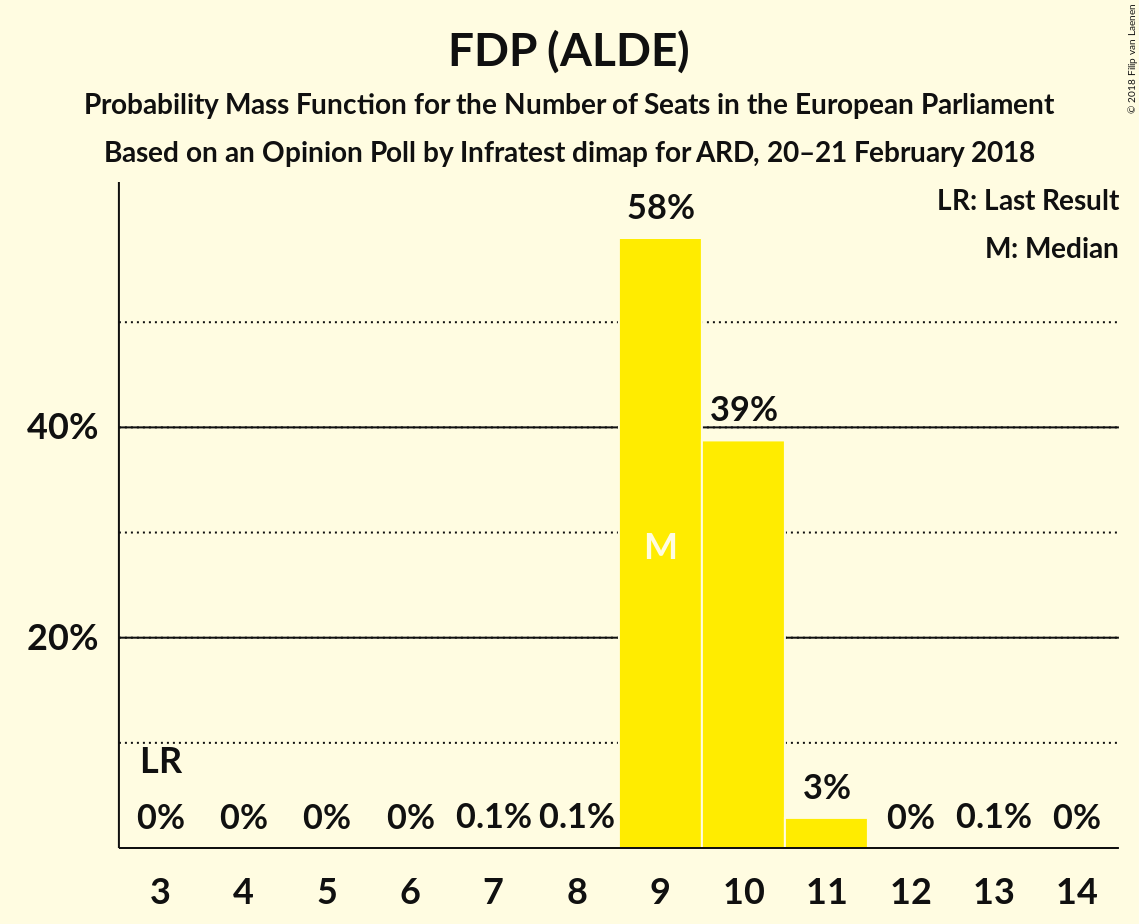 FDP (ALDE)
Probability Mass Function for the Number of Seats in the European Parliament
Based on an Opinion Poll by Infratest dimap for ARD, 20–21 February 2018
© 2018 Filip van Laenen
LR: Last Result
M: Median
58%
39%
40%
M
20%
LR
3%
0% 0% 0% 0% 0.1% 0.1% 0% 0.1% 0%
3 4 5 6 7 8 9 10 11 12 13 14